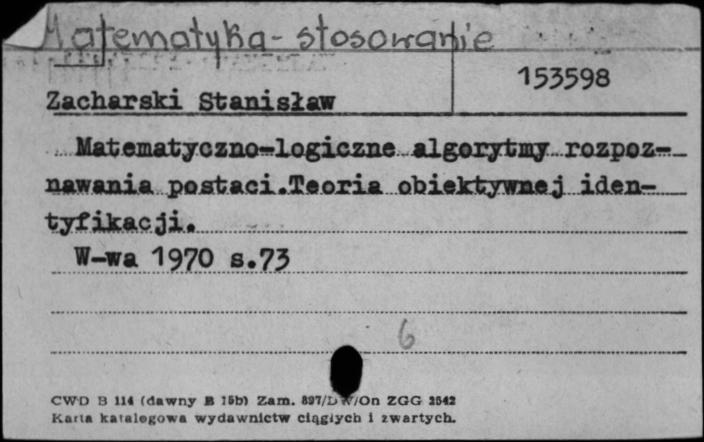 Matematyka - stosowanie
153598
Zacharski Stanisław
Matematyczno-logiczne algorytmy rozpoz-
nawania postaci.Teoria obiektywnej iden-
tyfikacji.
W-wa 1970 s.73
6
CWD B 114 (dawny B 15b) Zam. 897/DW/On ZGG 2542
Karta katalogowa wydawnictw ciągłych i zwartych.